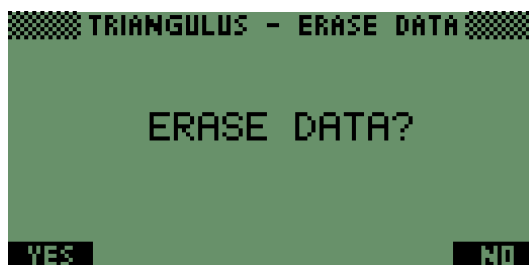 TRIANGULUS - ERASE DATA
ERASE DATA?
YES NO